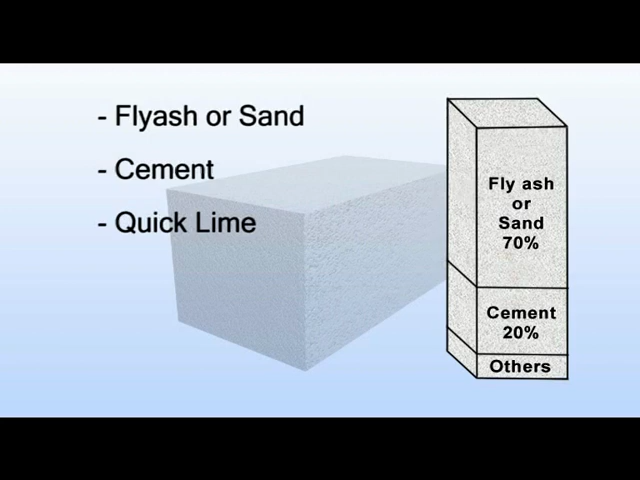 - Flyash or Sand
- Cement
- Quick Lime
Fly ash
or
Sand
70%
Cement
20%
Others